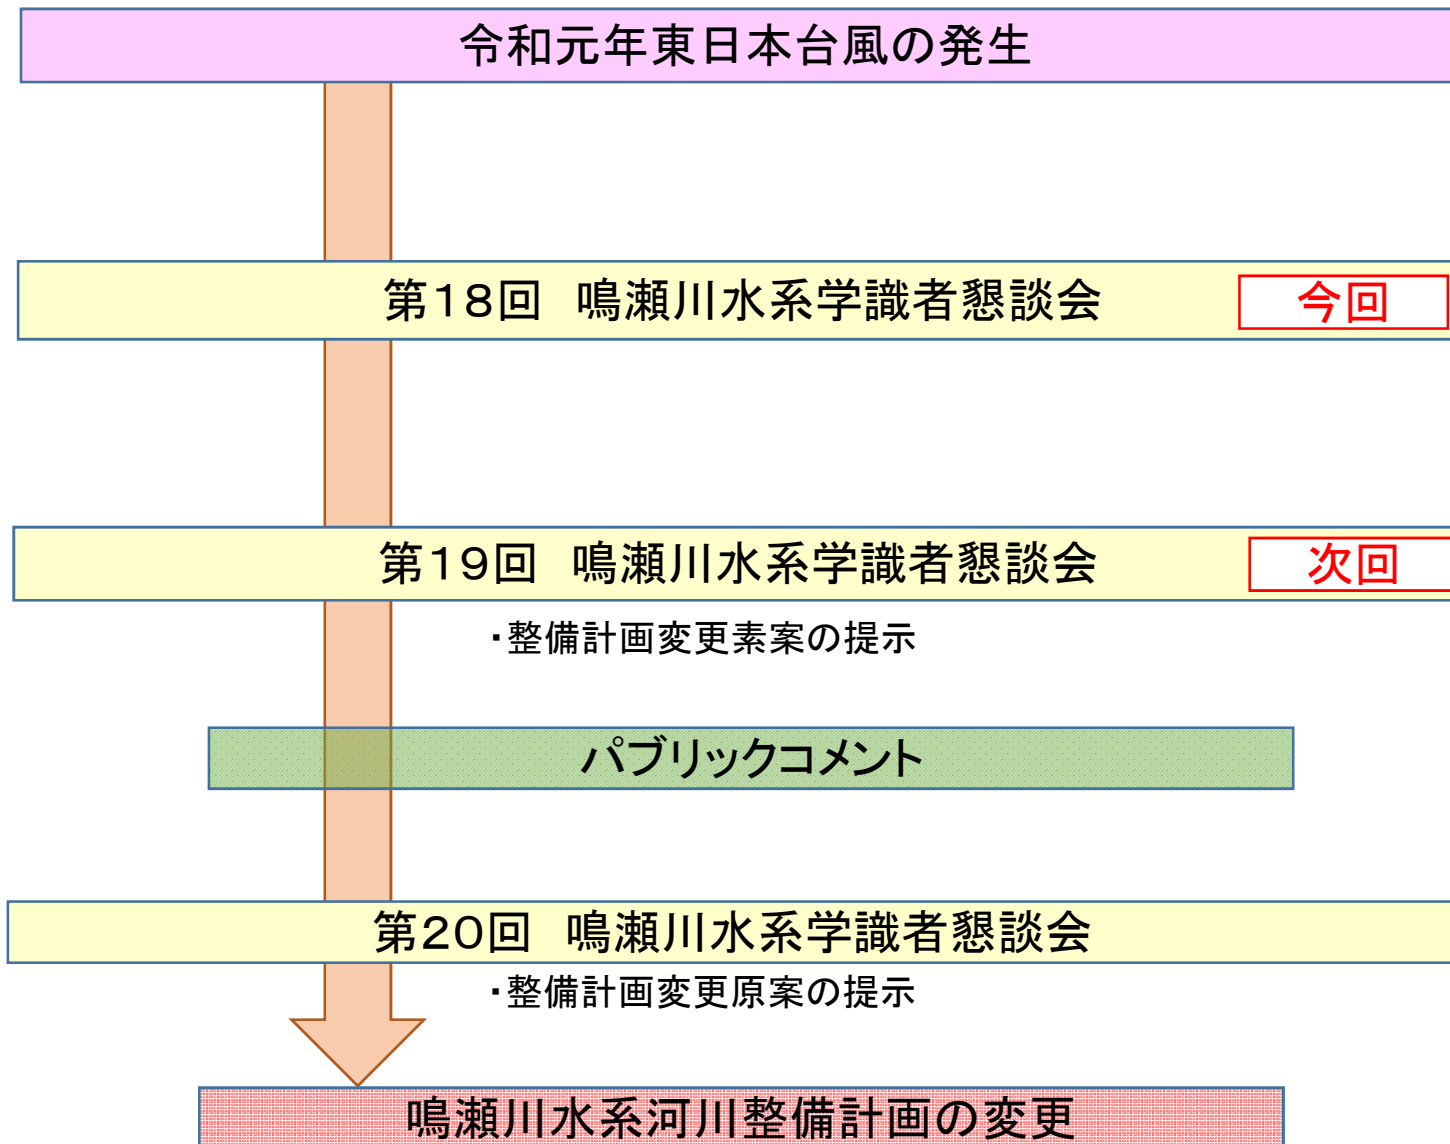 令和元年東日本台風の発生
第１８回　鳴瀬川水系学識者懇談会　今回
第１９回　鳴瀬川水系学識者懇談会　次回
・整備計画変更素案の提示
パブリックコメント
第２０回　鳴瀬川水系学識者懇談会
・整備計画変更原案の提示
鳴瀬川水系河川整備計画の変更